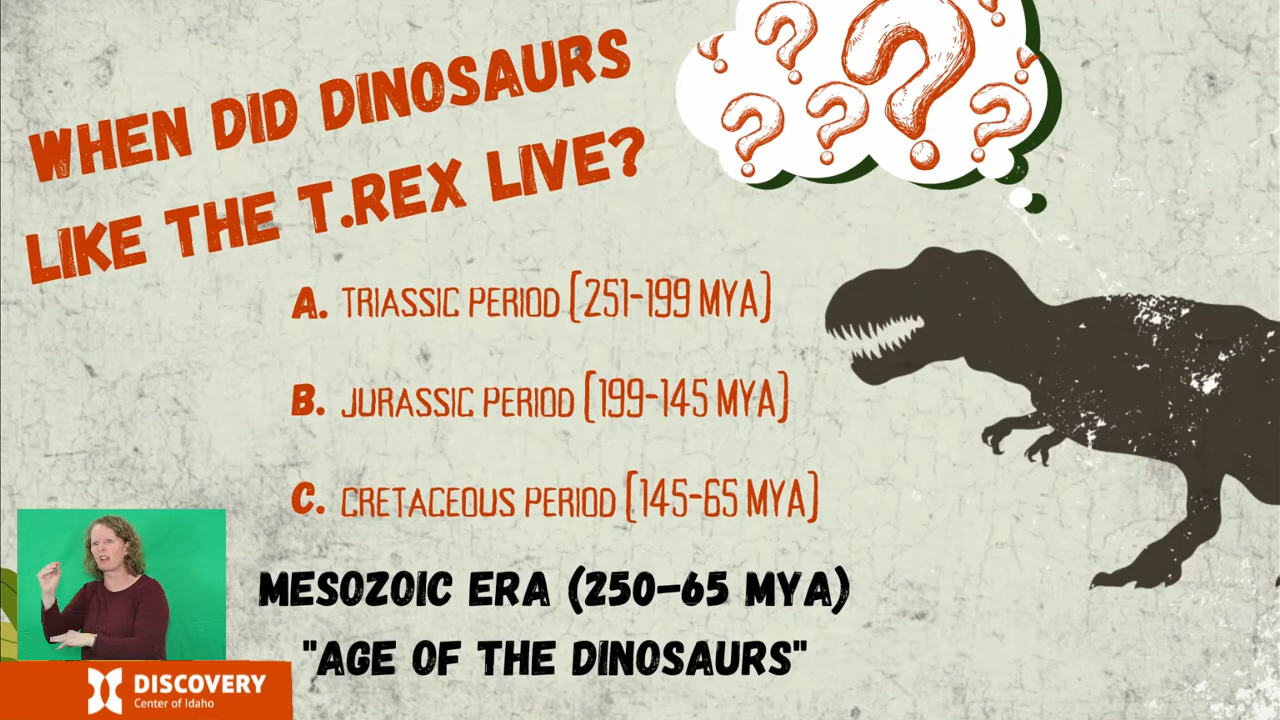 WHEN DID DINOSAURS
LIKE THE T.REX LIVE?
A. TRIASSIC PERIOD (251-199 MYA)
B. JURASSIC PERIOD (199-145 MYA)
C. CRETACEOUS PERIOD (145-65 MYA)
MESOZOIC ERA (250-65 MYA)
"AGE OF THE DINOSAURS"
DISCOVERY
Center of Idaho